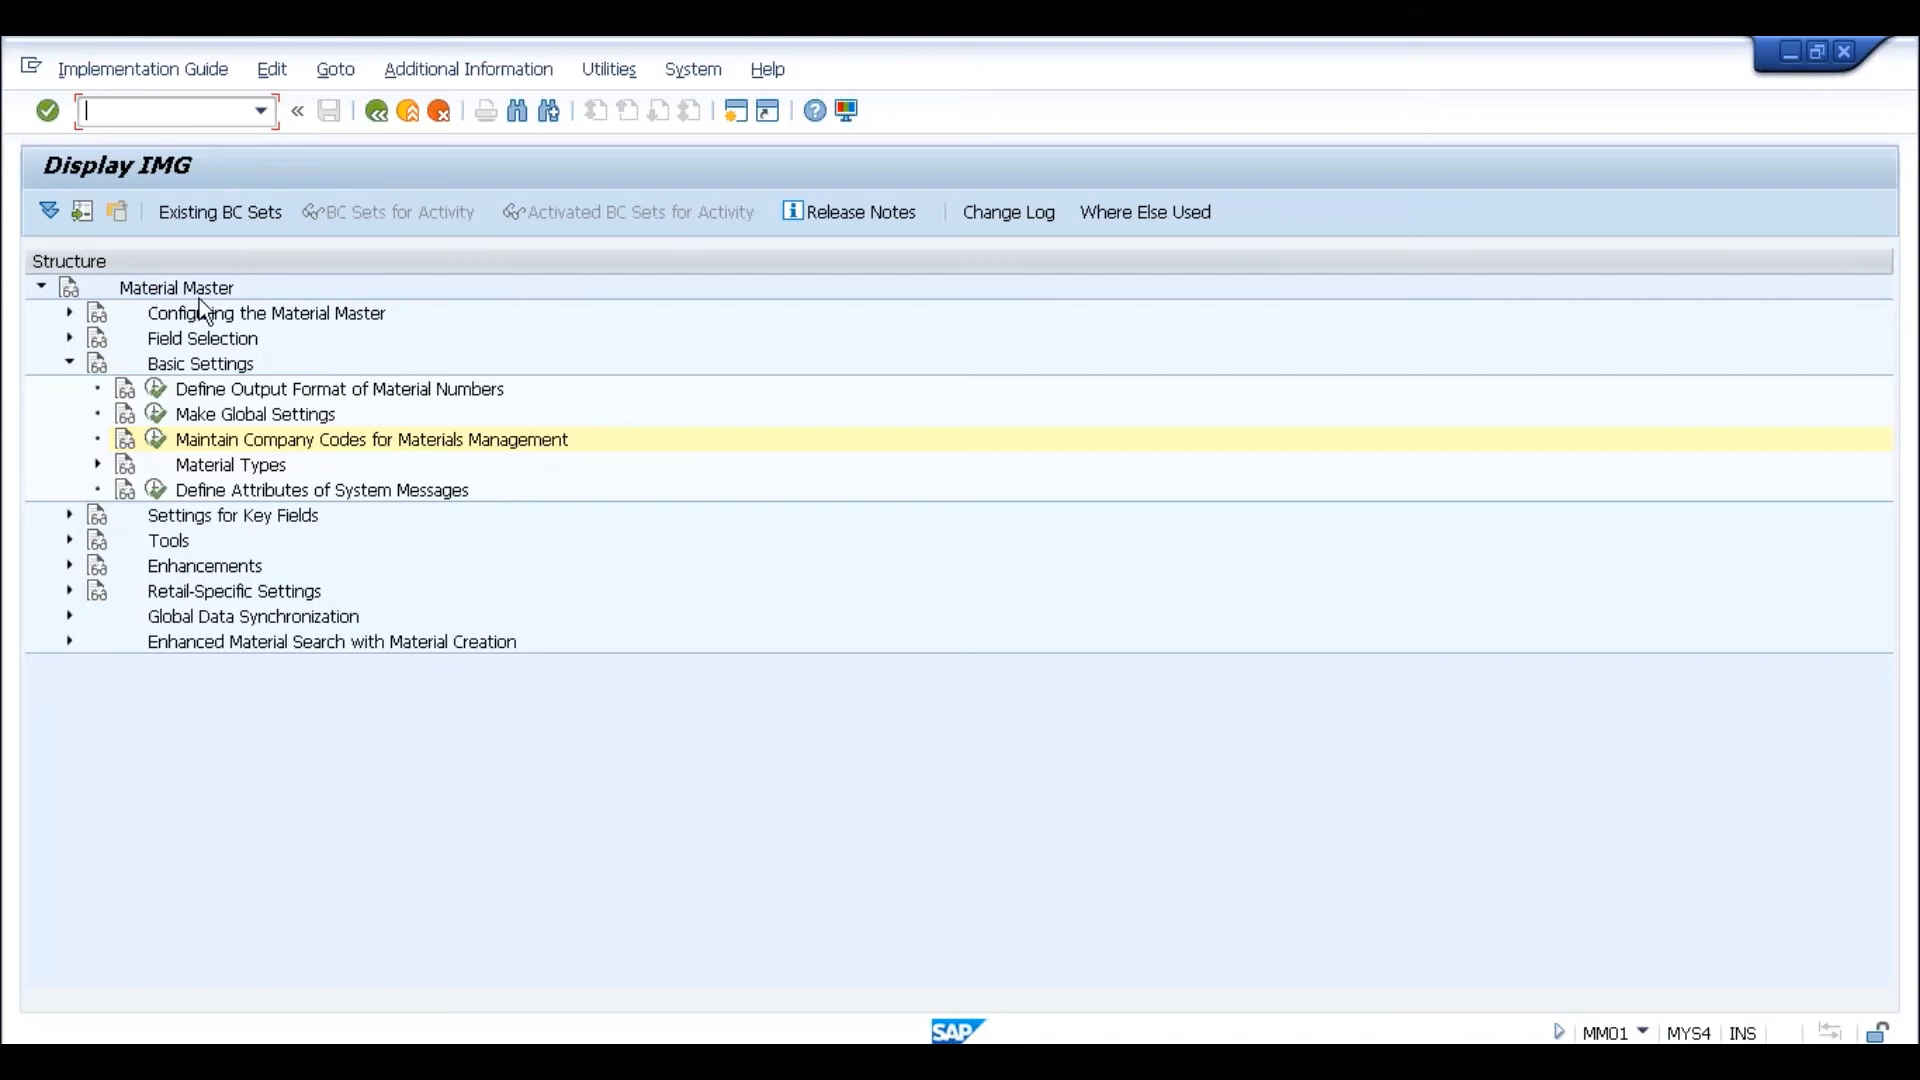 Implementation Guide Edit Goto Additional Information Utilities System Help
Display IMG
Existing BC Sets BC Sets for Activity Activated BC Sets for Activity Release Notes Change Log Where Else Used
Structure
Material Master
Configuring the Material Master
Field Selection
Basic Settings
Define Output Format of Material Numbers
Make Global Settings
Maintain Company Codes for Materials Management
Material Types
Define Attributes of System Messages
Settings for Key Fields
Tools
Enhancements
Retail-Specific Settings
Global Data Synchronization
Enhanced Material Search with Material Creation
SAP MM01 MYS4 INS